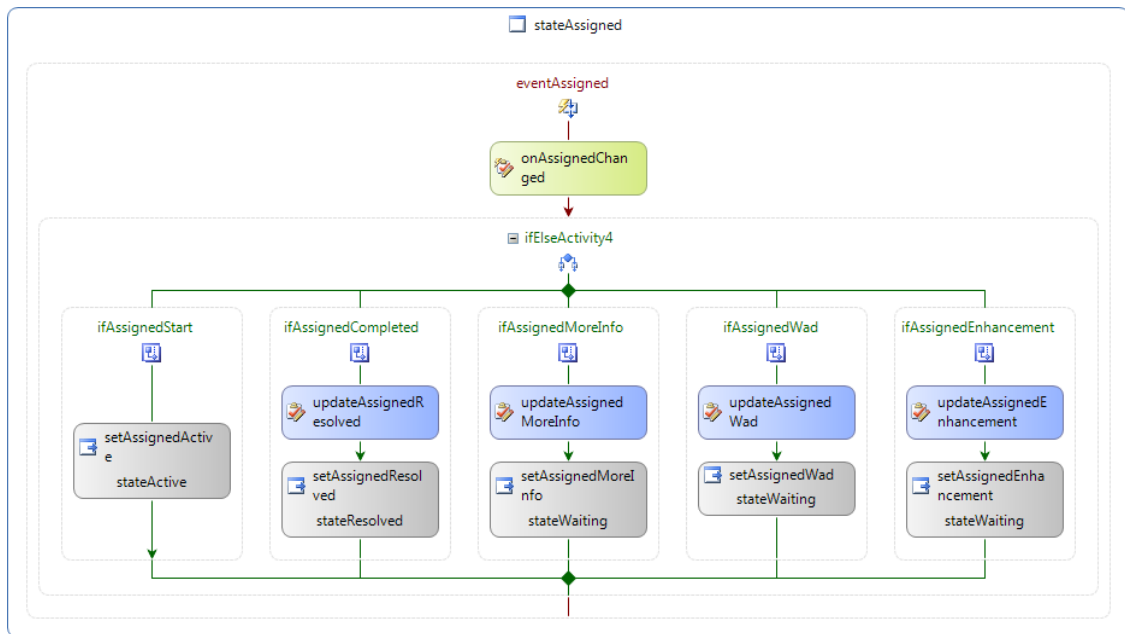 stateAssigned
eventAssigned
onAssignedChan
ged
ifElseActivity4
ifAssignedStart
ifAssignedCompleted
ifAssignedMoreInfo
ifAssignedWad
ifAssignedEnhancement
updateAssignedR
esolved
updateAssigned
MoreInfo
updateAssigned
Wad
updateAssignedE
nhancement
setAssignedActiv
e
stateActive
setAssignedResol
ved
stateResolved
setAssignedMoreI
nfo
stateWaiting
setAssignedWad
stateWaiting
setAssignedEnha
ncement
stateWaiting